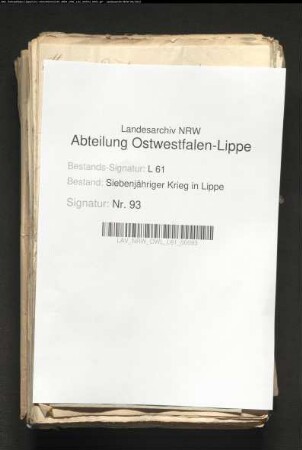 Landesarchiv NRW
Abteilung Ostwestfalen-Lippe
Bestands-Signatur: L 61
Bestand: Siebenjähriger Krieg in Lippe
Signatur: Nr. 93
LAV_NRW_OWL_L61_00093